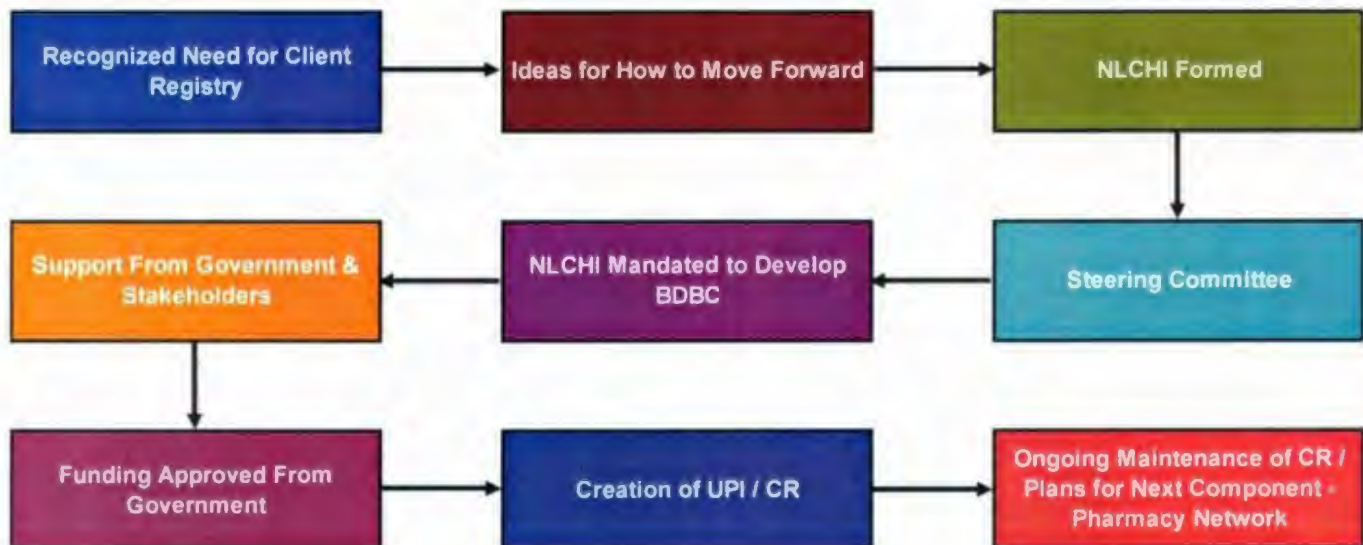 Recognized Need for Client
Registry
Ideas for How to Move Forward
NLCHI Formed
Steering Committee
NLCHI Mandated to Develop
BDBC
Support From Government &
Stakeholders
Funding Approved From
Government
Creation of UPI / CR
Ongoing Maintenance of CR /
Plans for Next Component -
Pharmacy Network